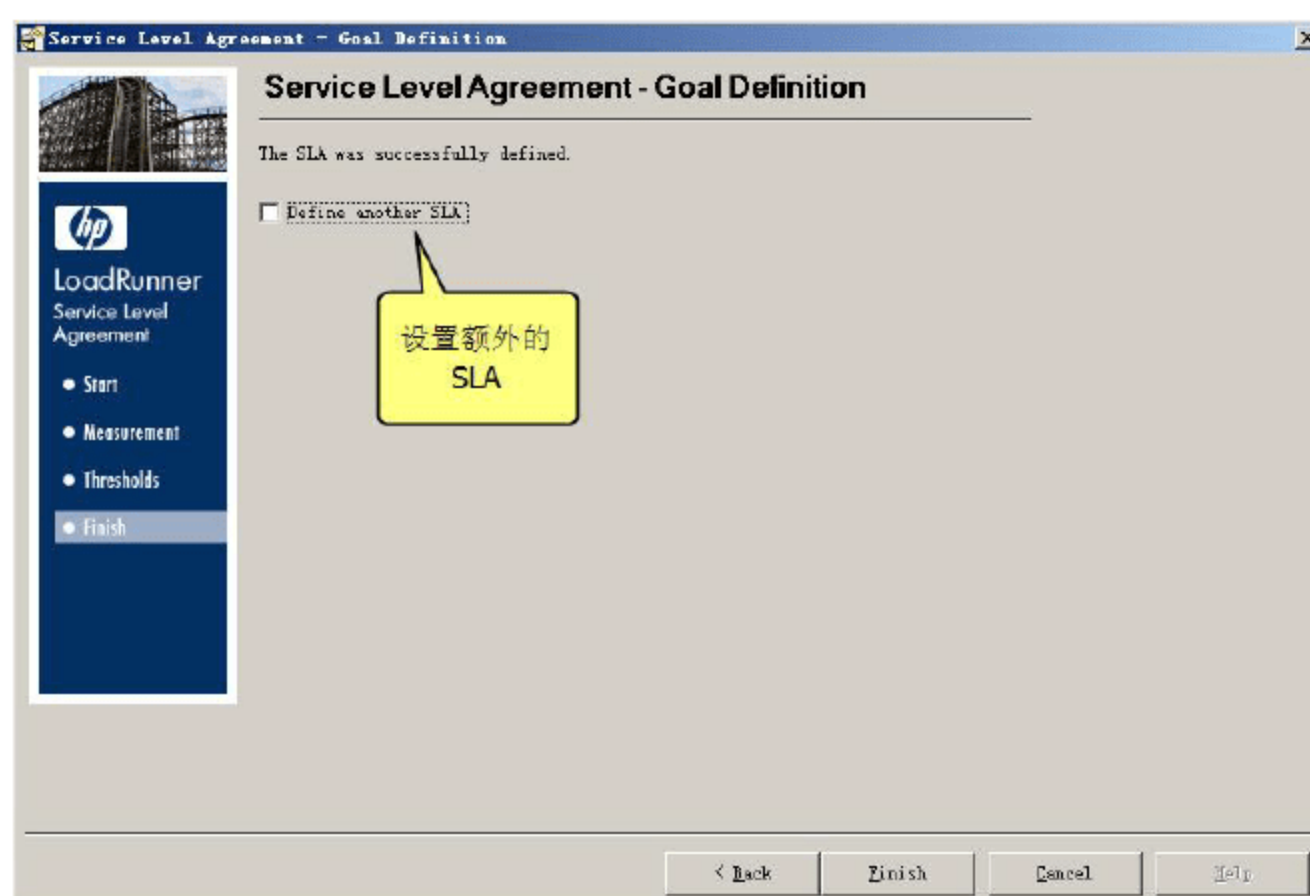 Service Level Agreement - Goal Definition
Service Level Agreement - Goal Definition
The SLA was successfully defined.
Define another SLA
设置额外的
SLA
hp
LoadRunner
Service Level
Agreement
Start
Measurement
Thresholds
Finish
< Back
Finish
Cancel
Help